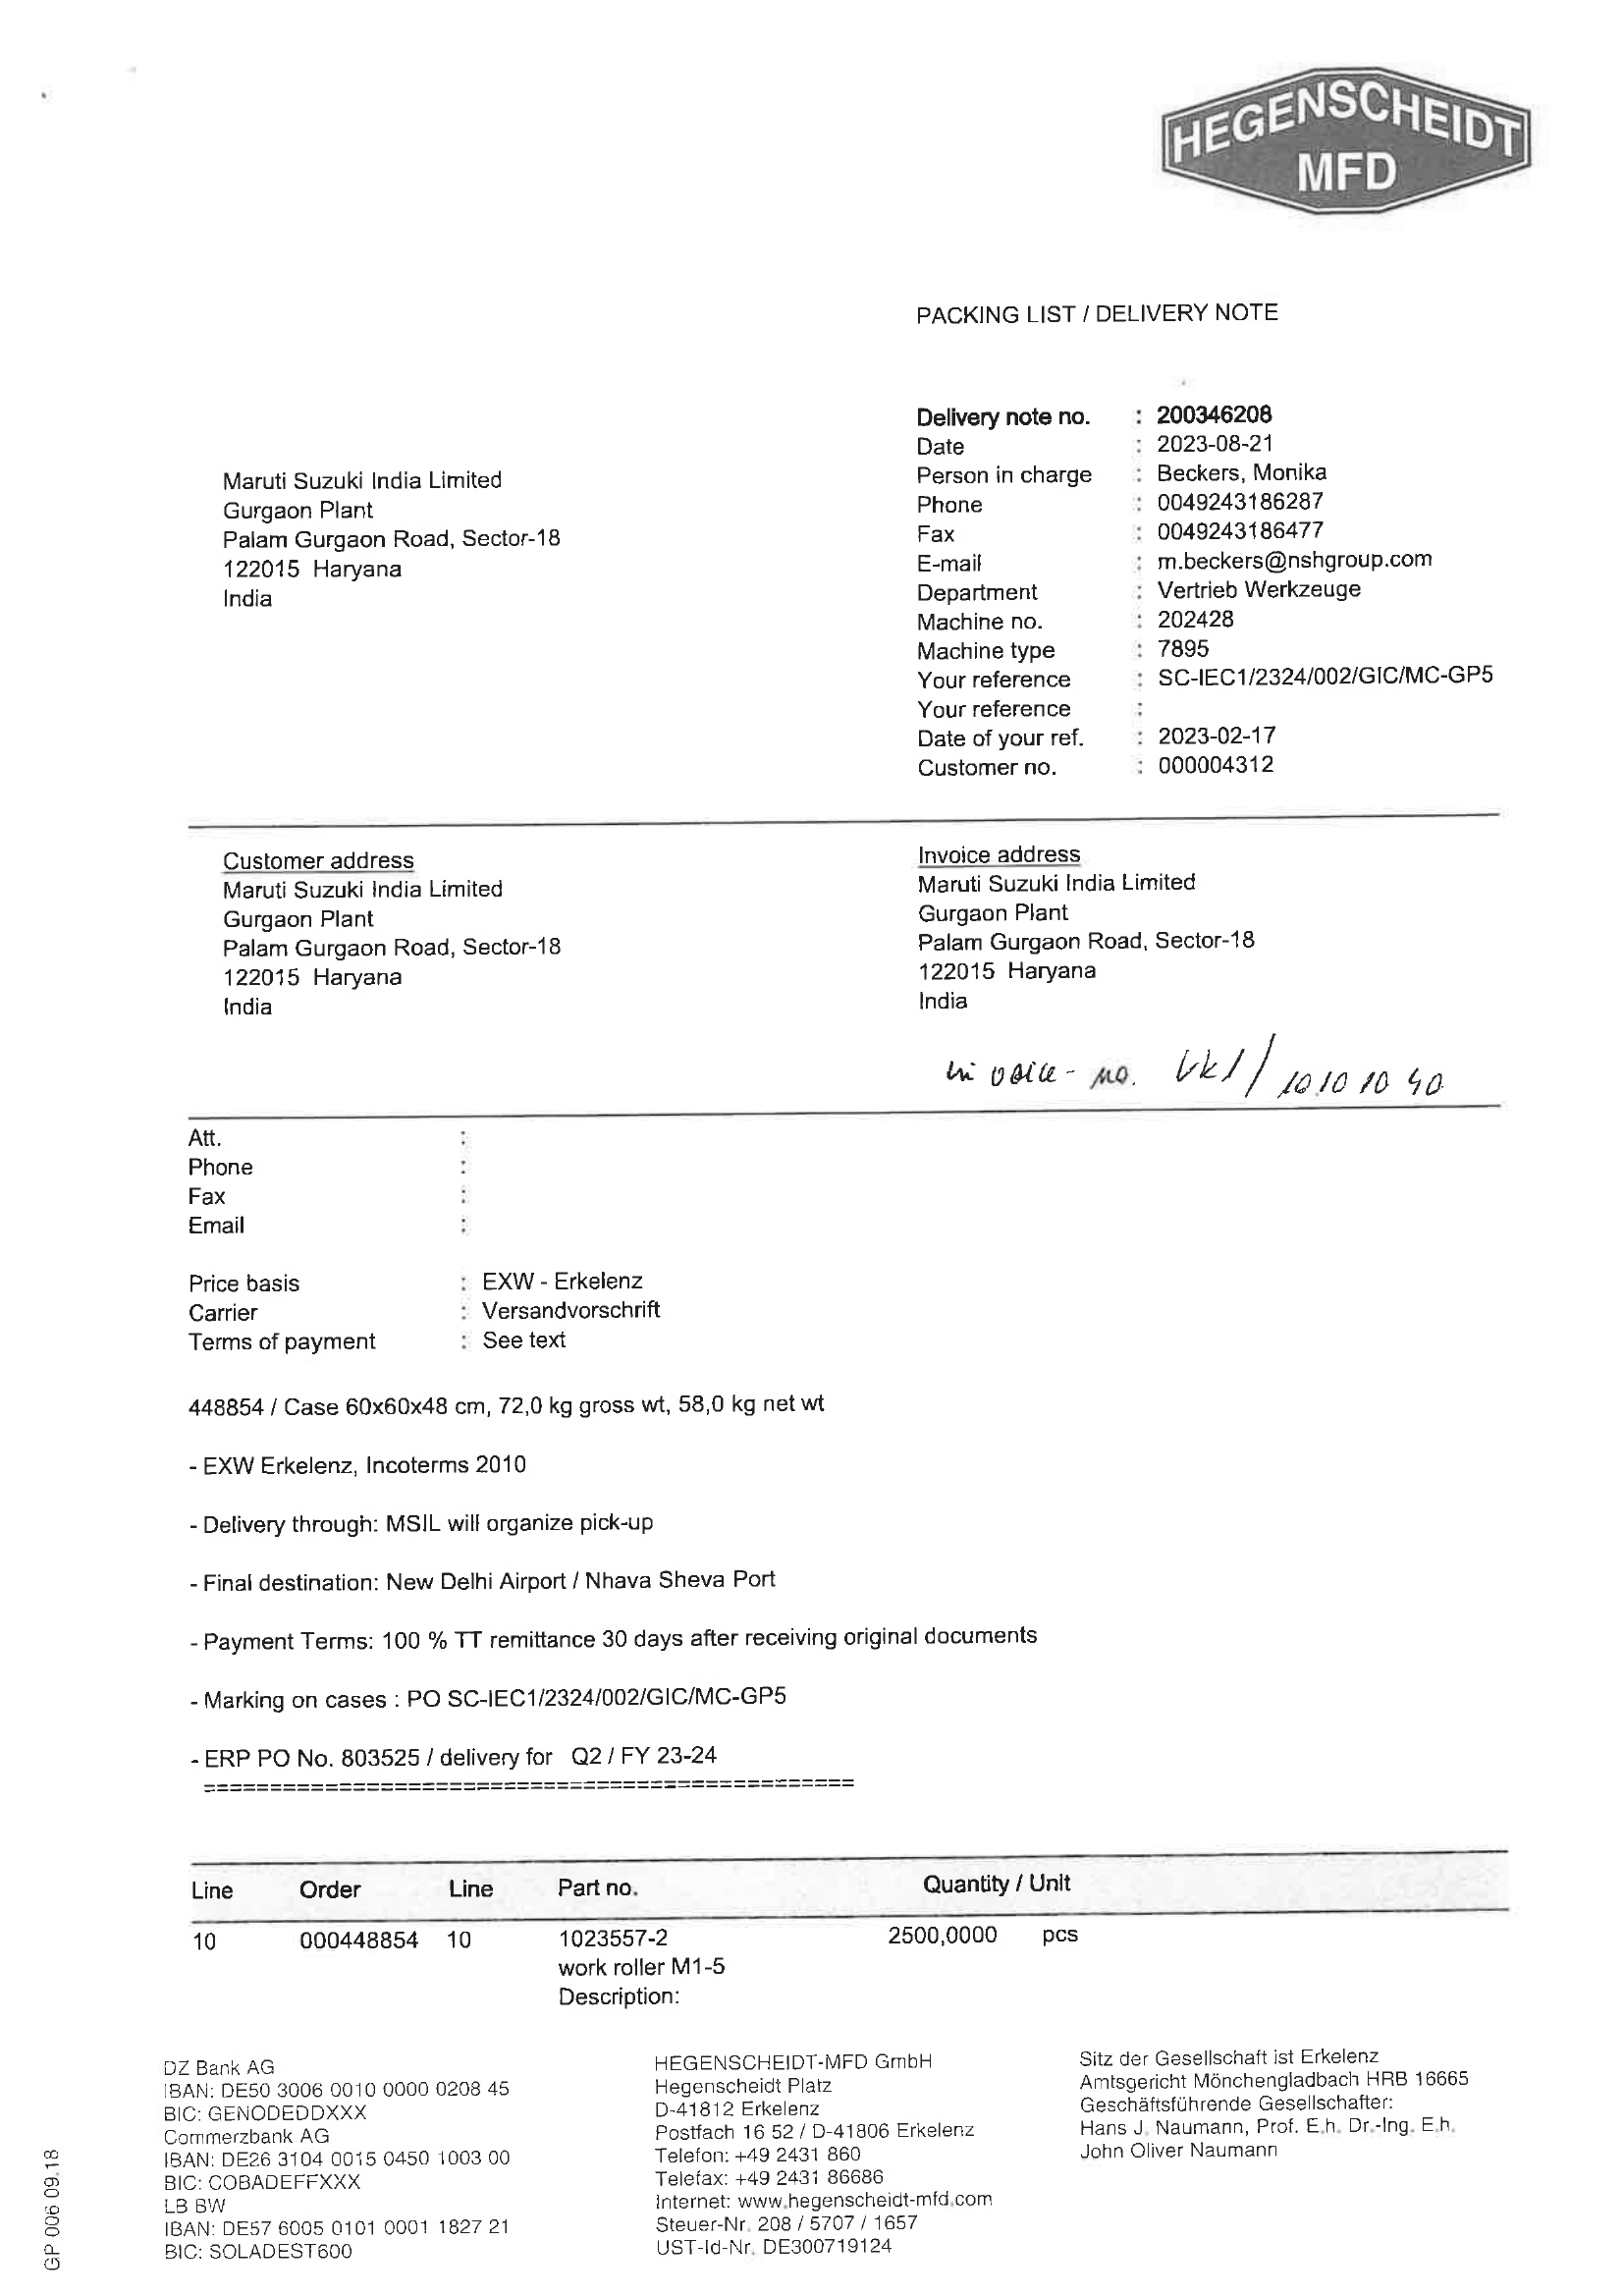 HEGENSCHEIDT
MFD
PACKING LIST / DELIVERY NOTE
Delivery note no. : 200346208
Date : 2023-08-21
Person in charge : Beckers, Monika
Phone : 0049243186287
Fax : 0049243186477
E-mail : m.beckers@nshgroup.com
Department : Vertrieb Werkzeuge
Machine no. : 202428
Machine type : 7895
Your reference : SC-IEC1/2324/002/GIC/MC-GP5
Your reference :
Date of your ref. : 2023-02-17
Customer no. : 000004312
Maruti Suzuki India Limited
Gurgaon Plant
Palam Gurgaon Road, Sector-18
122015 Haryana
India
Customer address
Maruti Suzuki India Limited
Gurgaon Plant
Palam Gurgaon Road, Sector-18
122015 Haryana
India
Invoice address
Maruti Suzuki India Limited
Gurgaon Plant
Palam Gurgaon Road, Sector-18
122015 Haryana
India
invoice-no. / 10101040
Att. :
Phone :
Fax :
Email :
Price basis : EXW - Erkelenz
Carrier : Versandvorschrift
Terms of payment : See text
448854 / Case 60x60x48 cm, 72,0 kg gross wt, 58,0 kg net wt
- EXW Erkelenz, Incoterms 2010
- Delivery through: MSIL will organize pick-up
- Final destination: New Delhi Airport / Nhava Sheva Port
- Payment Terms: 100 % TT remittance 30 days after receiving original documents
- Marking on cases : PO SC-IEC1/2324/002/GIC/MC-GP5
- ERP PO No. 803525 / delivery for Q2 / FY 23-24
==================================================
Line Order Line Part no. Quantity / Unit
10 000448854 10 1023557-2 2500,0000 pcs
work roller M1-5
Description:
DZ Bank AG
IBAN: DE50 3006 0010 0000 0208 45
BIC: GENODEDDXXX
Commerzbank AG
IBAN: DE26 3104 0015 0450 1003 00
BIC: COBADEFFXXX
LB BW
IBAN: DE57 6005 0101 0001 1827 21
BIC: SOLADEST600
HEGENSCHEIDT-MFD GmbH
Hegenscheidt Platz
D-41812 Erkelenz
Postfach 16 52 / D-41806 Erkelenz
Telefon: +49 2431 860
Telefax: +49 2431 86686
Internet: www.hegenscheidt-mfd.com
Steuer-Nr. 208 / 5707 / 1657
UST-Id-Nr. DE300719124
Sitz der Gesellschaft ist Erkelenz
Amtsgericht Mönchengladbach HRB 16665
Geschäftsführende Gesellschafter:
Hans J. Naumann, Prof. E.h. Dr.-Ing. E.h.
John Oliver Naumann
GP 006 09.18